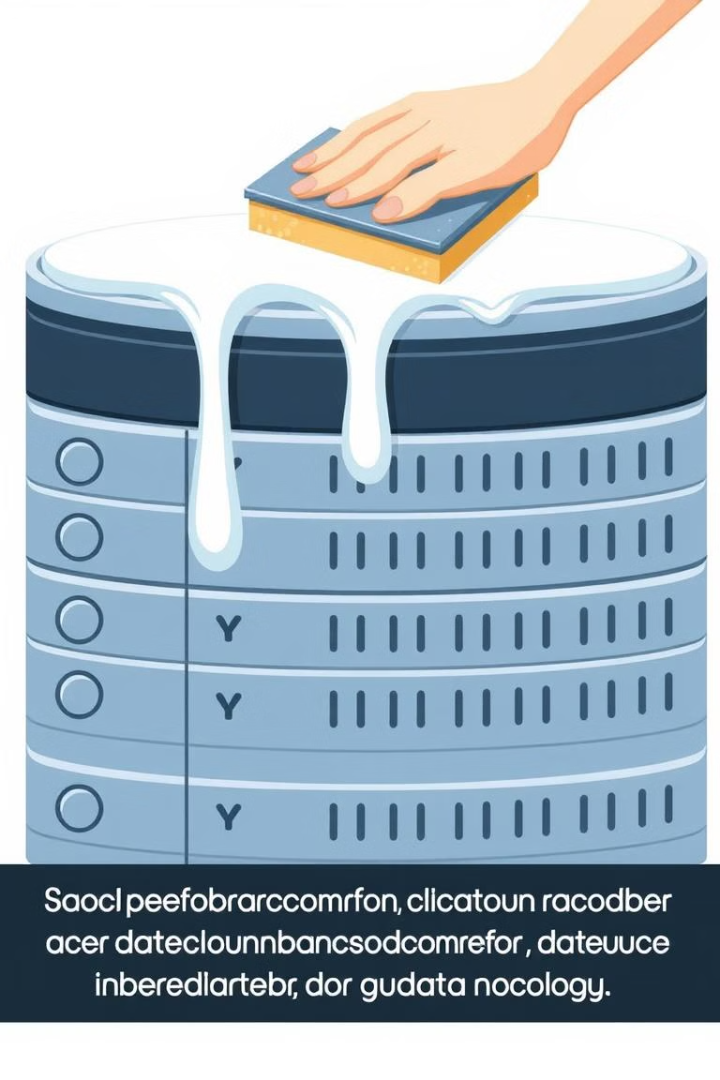 Y
Y
Y
Saocl peefobrarccomrfon, clicatoun racodber
acer dateclounnbancsodcomrefor, dateuuce
inberedlartebr, dor gudata nocology.